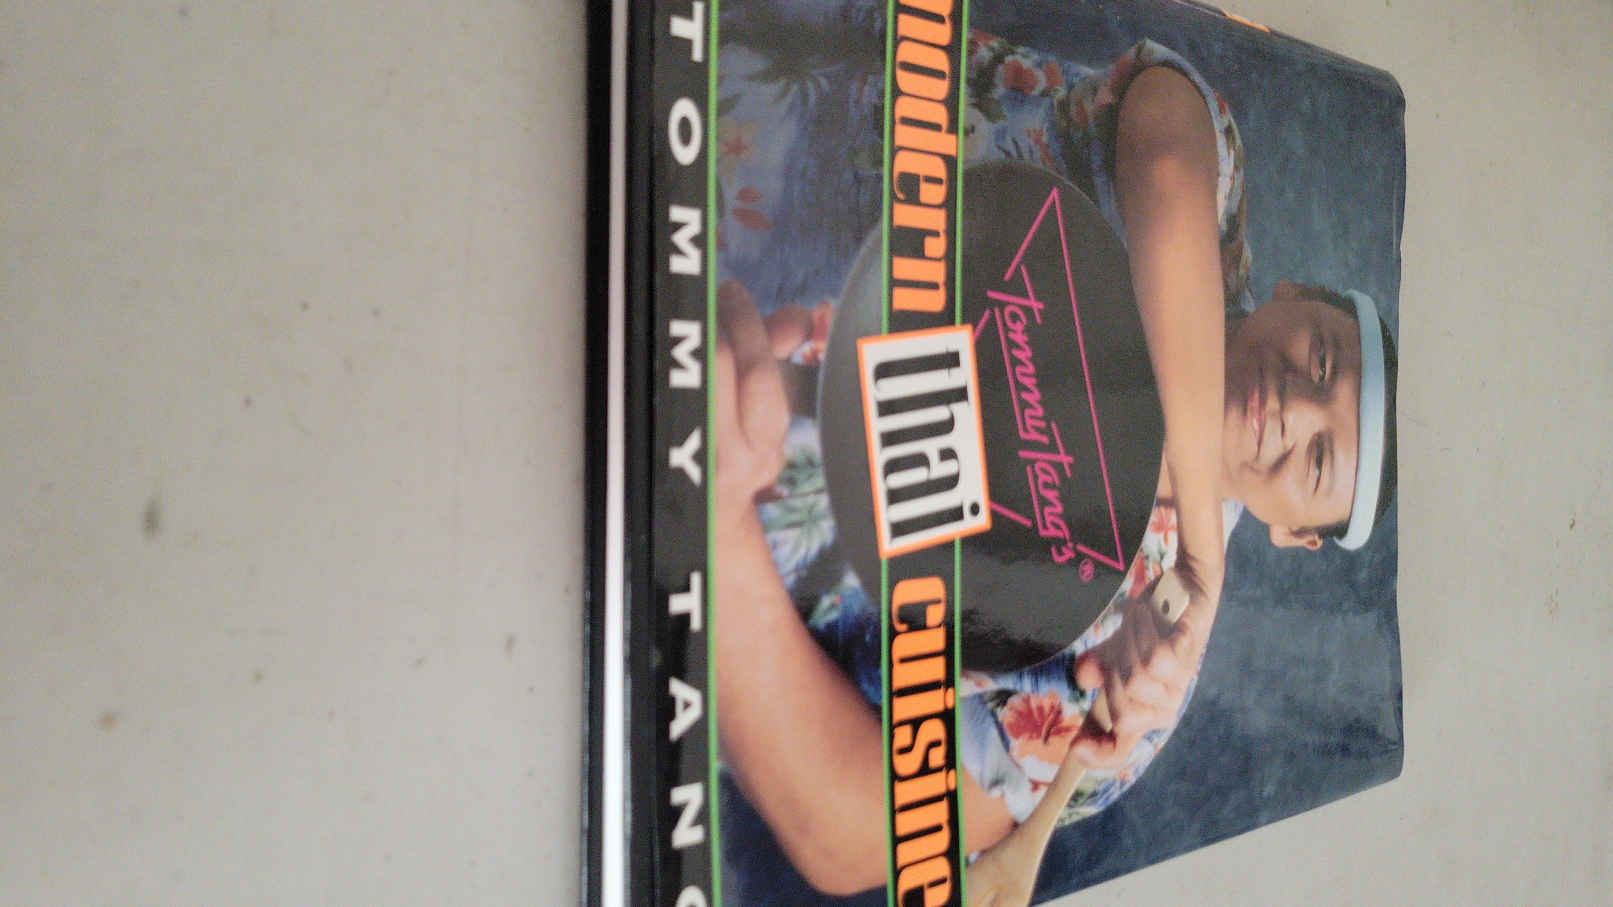 Tommy Tang's®
modern thai cuisine
TOMMY TANG